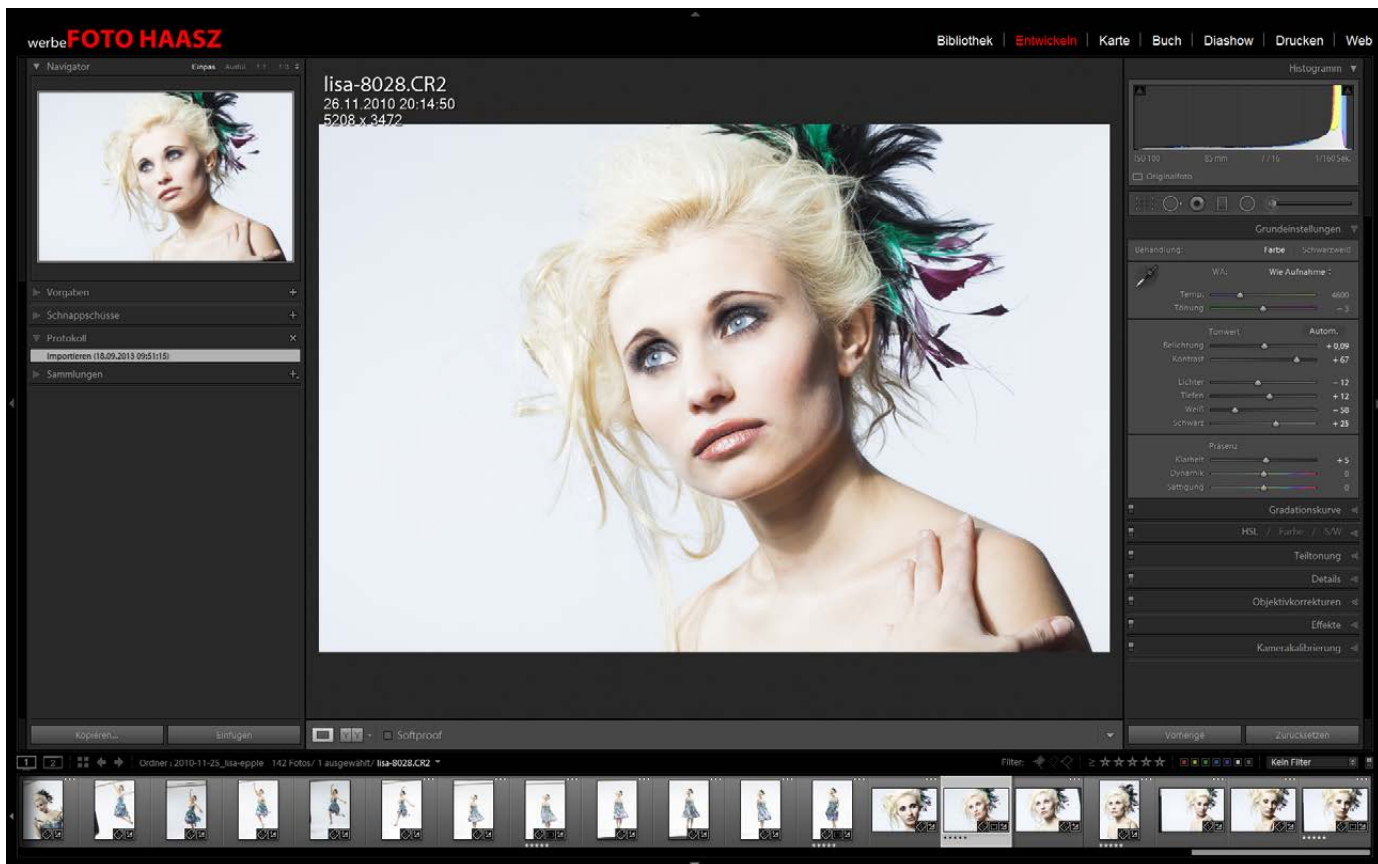 werbeFOTO HAASZ
Bibliothek | Entwickeln | Karte | Buch | Diashow | Drucken | Web
Navigator Einpas. Ausfül. 1:1
Vorgaben
Schnappschüsse
Protokoll
Importieren (18.09.2013 09:51:15)
Sammlungen
Kopieren... Einfügen
lisa-8028.CR2
26.11.2010 20:14:50
5208 x 3472
Softproof
Histogramm
ISO 100 85 mm f / 16 1/160 Sek.
Originalfoto
Grundeinstellungen
Behandlung: Farbe Schwarzweiß
WA: Wie Aufnahme
Temp. 4600
Tönung - 3
Tonwert Autom.
Belichtung + 0,09
Kontrast + 67
Lichter - 12
Tiefen + 12
Weiß - 58
Schwarz + 25
Präsenz
Klarheit + 5
Dynamik 0
Sättigung 0
Gradationskurve
HSL / Farbe / S/W
Teiltonung
Details
Objektivkorrekturen
Effekte
Kamerakalibrierung
Vorherige Zurücksetzen
1 2 Ordner : 2010-11-25_lisa-epple 142 Fotos/ 1 ausgewählt/ lisa-8028.CR2 Filter: Kein Filter